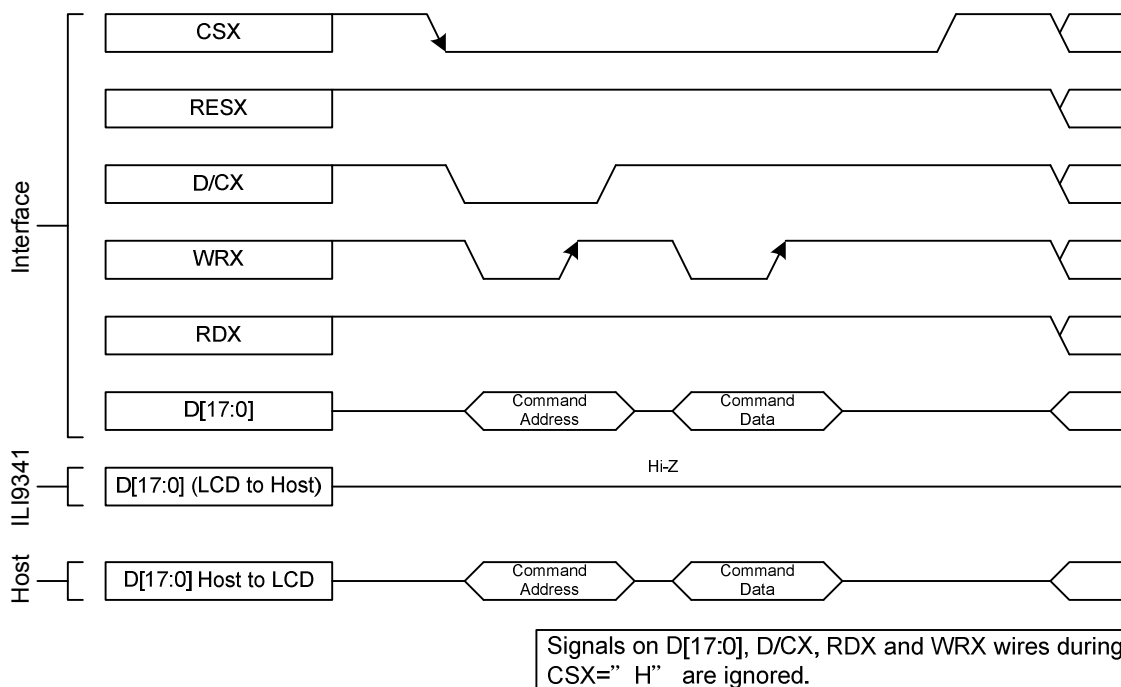 CSX
RESX
D/CX
WRX
RDX
D[17:0]
Interface
Command
Address
Command
Data
Hi-Z
ILI9341
D[17:0] (LCD to Host)
Host
D[17:0] Host to LCD
Command
Address
Command
Data
Signals on D[17:0], D/CX, RDX and WRX wires during
CSX=” H” are ignored.